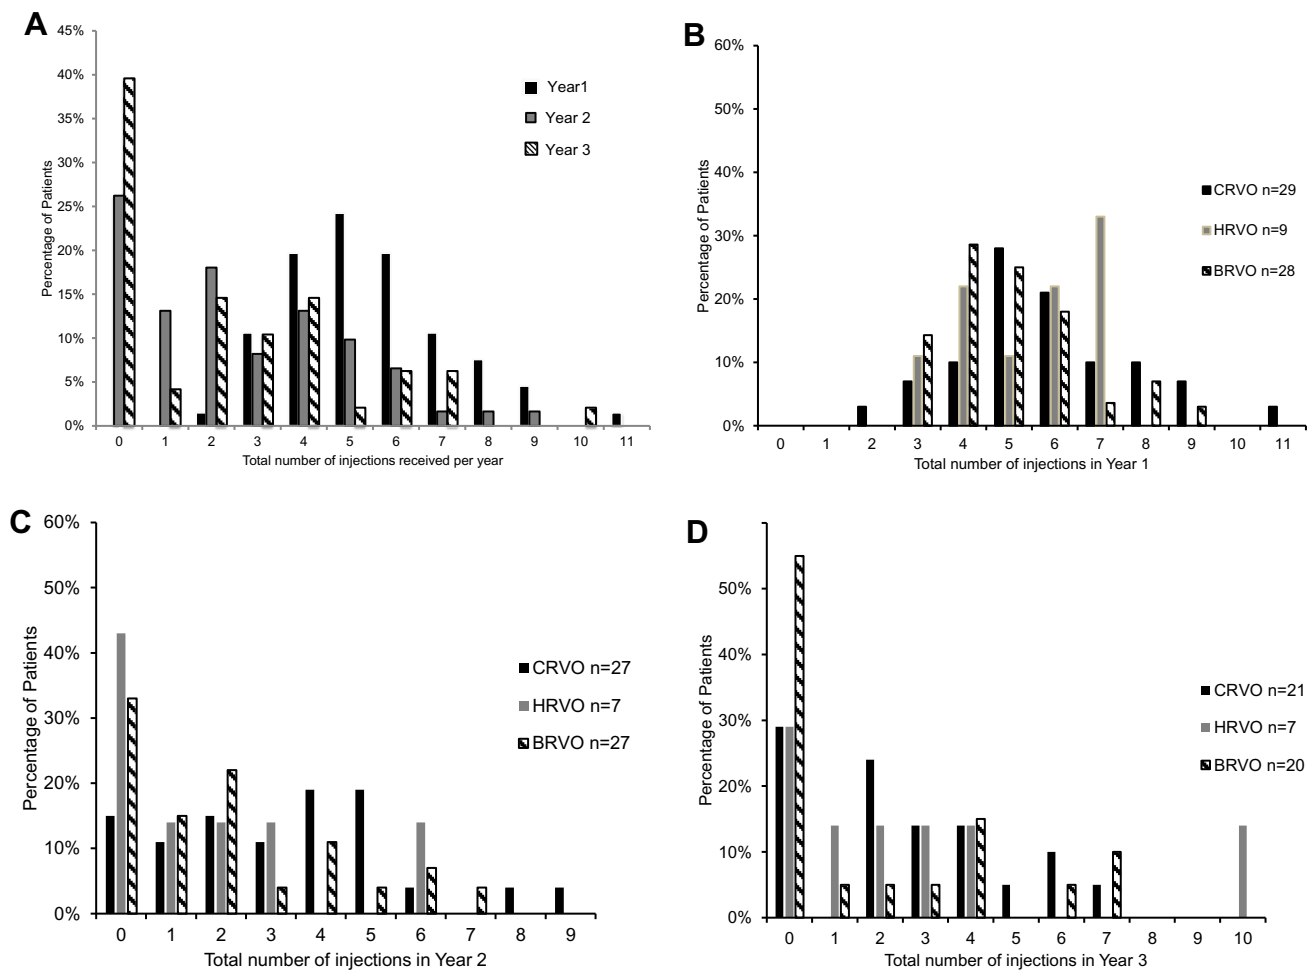 A
45%
40%
35%
30%
25%
20%
15%
10%
5%
0%
Percentage of Patients
Year1
Year 2
Year 3
0 1 2 3 4 5 6 7 8 9 10 11
Total number of injections received per year
B
60%
50%
40%
30%
20%
10%
0%
Percentage of Patients
CRVO n=29
HRVO n=9
BRVO n=28
0 1 2 3 4 5 6 7 8 9 10 11
Total number of injections in Year 1
C
60%
50%
40%
30%
20%
10%
0%
Percentage of Patients
CRVO n=27
HRVO n=7
BRVO n=27
0 1 2 3 4 5 6 7 8 9
Total number of injections in Year 2
D
50%
40%
30%
20%
10%
0%
Percentage of Patients
CRVO n=21
HRVO n=7
BRVO n=20
0 1 2 3 4 5 6 7 8 9 10
Total number of injections in Year 3